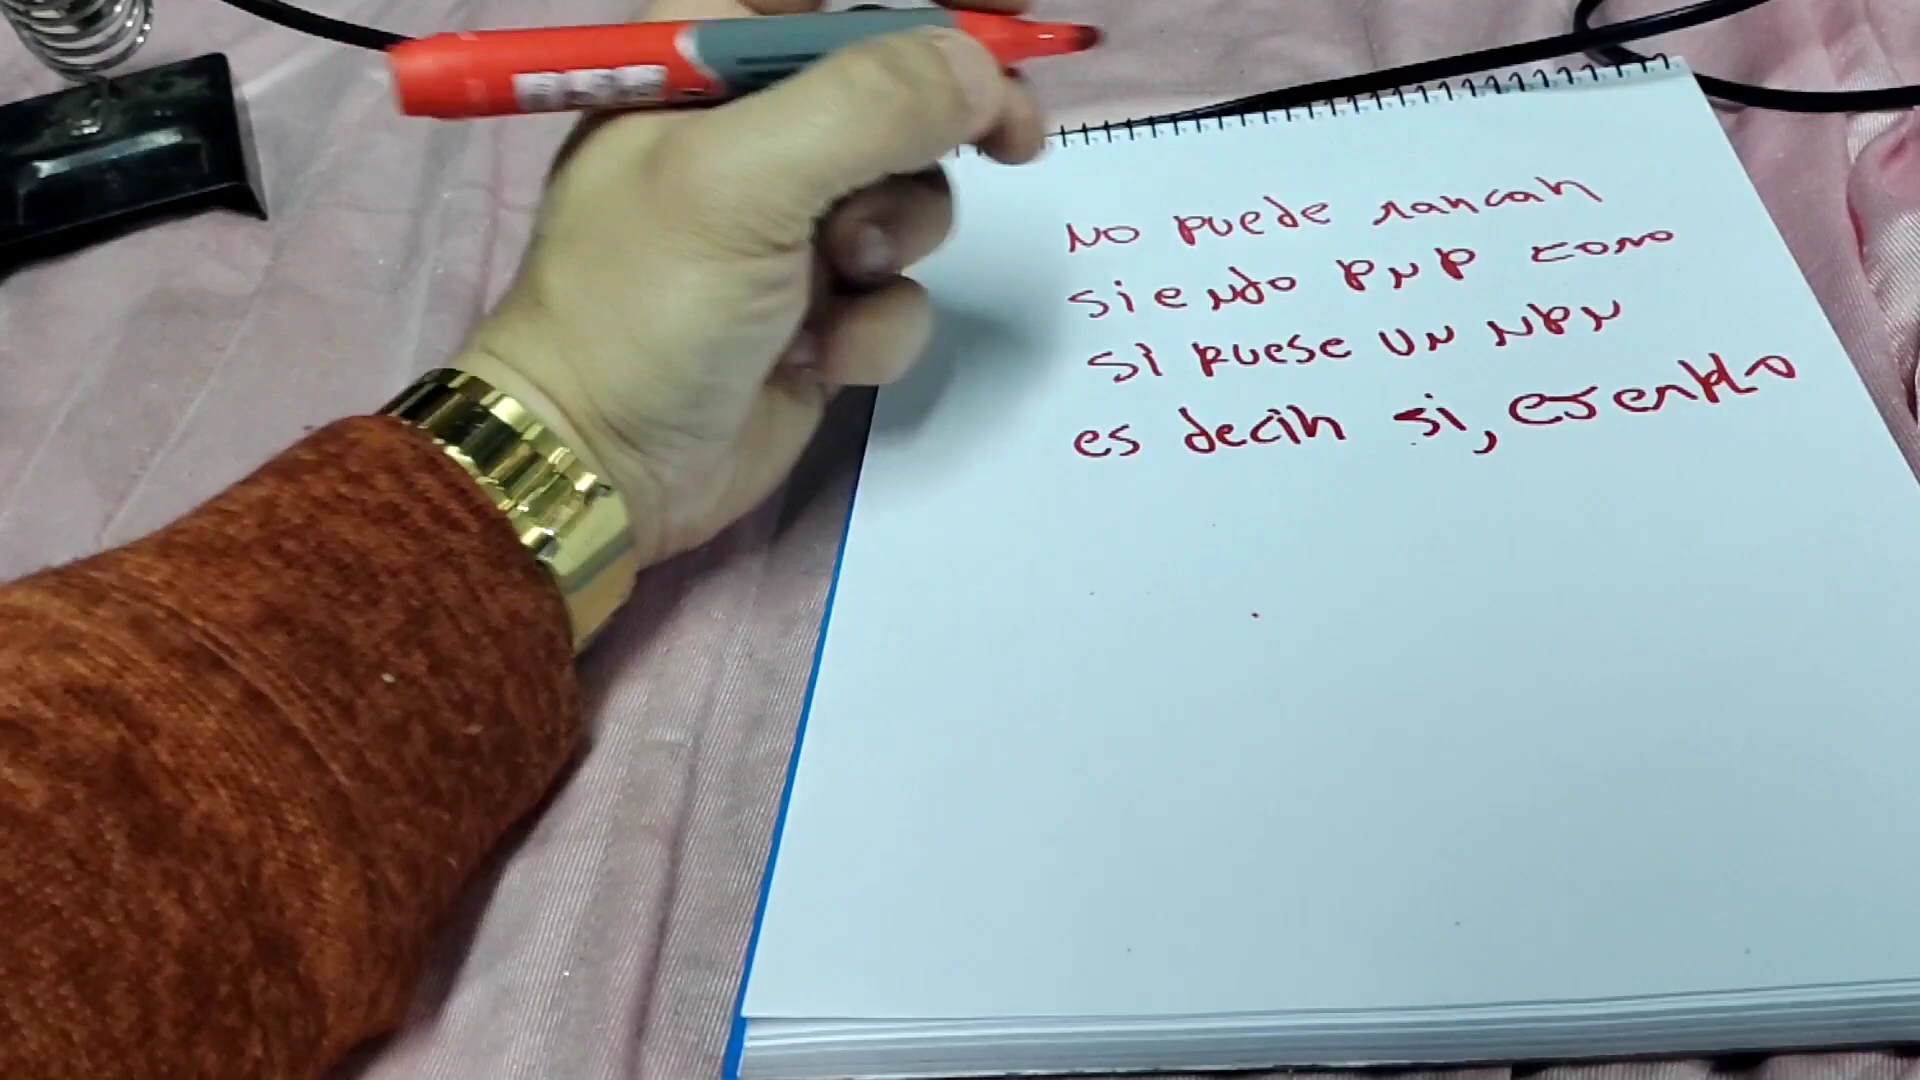 No puede rancar
siendo PNP como
si fuese un NPN
es decir si, ejemplo